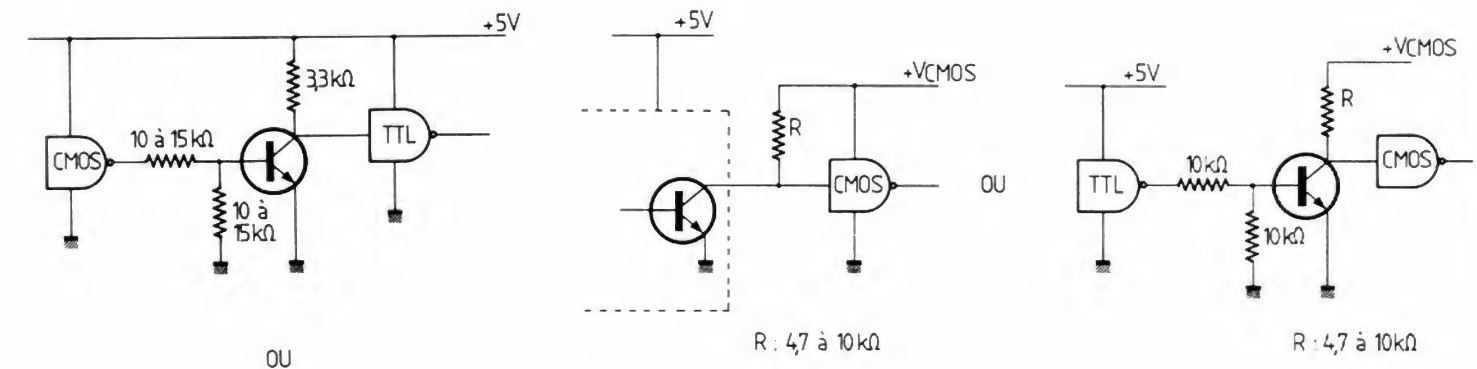 +5V
3,3kΩ
CMOS
10 à 15kΩ
TTL
10 à
15kΩ
OU
+5V
+VCMOS
R
CMOS
OU
R : 4,7 à 10kΩ
+VCMOS
+5V
R
TTL
10kΩ
CMOS
10kΩ
R : 4,7 à 10kΩ